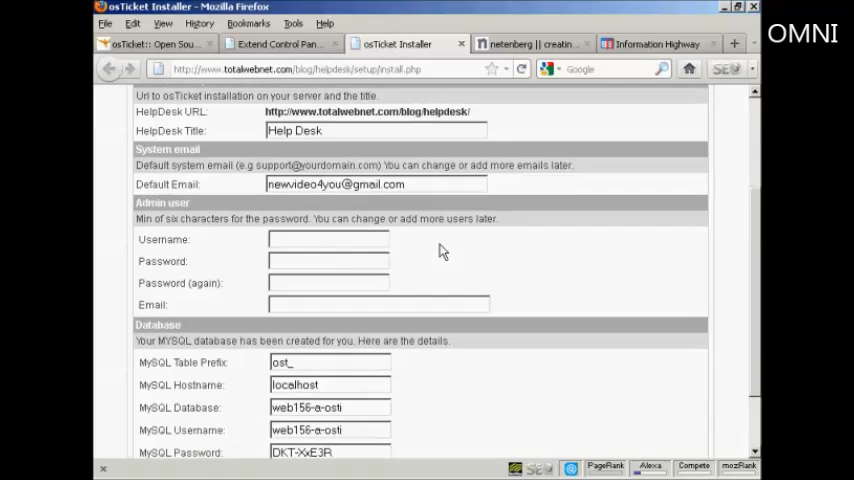 osTicket Installer - Mozilla Firefox
OMNI
File Edit View History Bookmarks Tools Help
osTicket:: Open Sou...
Extend Control Pan...
osTicket Installer
netenberg || creatin...
Information Highway
http://www.totalwebnet.com/blog/helpdesk/setup/install.php
Google
SE
Url to osTicket installation on your server and the title.
HelpDesk URL: http://www.totalwebnet.com/blog/helpdesk/
HelpDesk Title: Help Desk
System email
Default system email (e.g support@yourdomain.com) You can change or add more emails later.
Default Email: newvideo4you@gmail.com
Admin user
Min of six characters for the password. You can change or add more users later.
Username:
Password:
Password (again):
Email:
Database
Your MYSQL database has been created for you. Here are the details.
MySQL Table Prefix: ost_
MySQL Hostname: localhost
MySQL Database: web156-a-osti
MySQL Username: web156-a-osti
MySQL Password: DKT-XxE3R
PageRank Alexa Compete mozRank